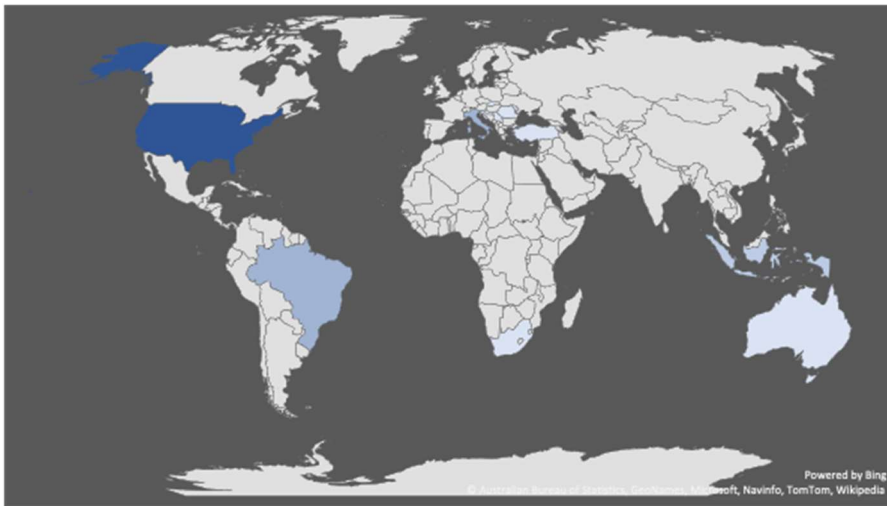 Powered by Bing
© Australian Bureau of Statistics, GeoNames, Microsoft, Navinfo, TomTom, Wikipedia